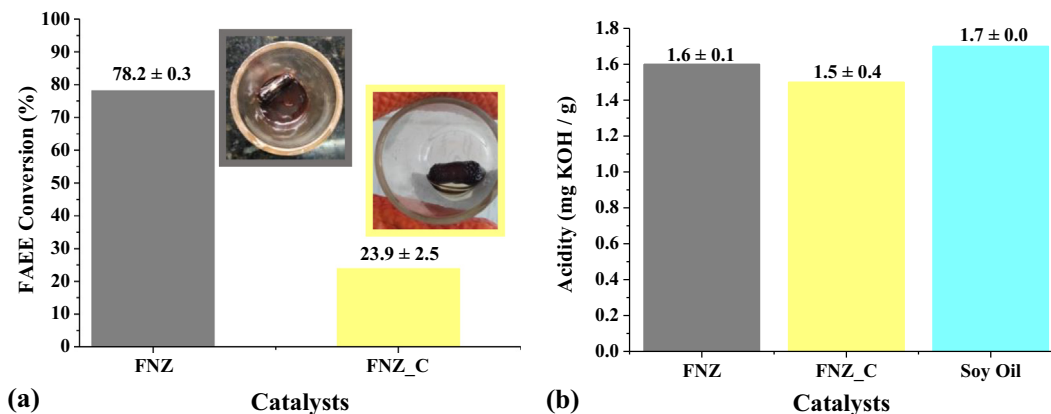 FAEE Conversion (%)
100
90
80
70
60
50
40
30
20
10
0
78.2 ± 0.3
23.9 ± 2.5
FNZ
FNZ_C
(a)
Catalysts
Acidity (mg KOH / g)
1.8
1.6
1.4
1.2
1.0
0.8
0.6
0.4
0.2
0.0
1.6 ± 0.1
1.5 ± 0.4
1.7 ± 0.0
FNZ
FNZ_C
Soy Oil
(b)
Catalysts